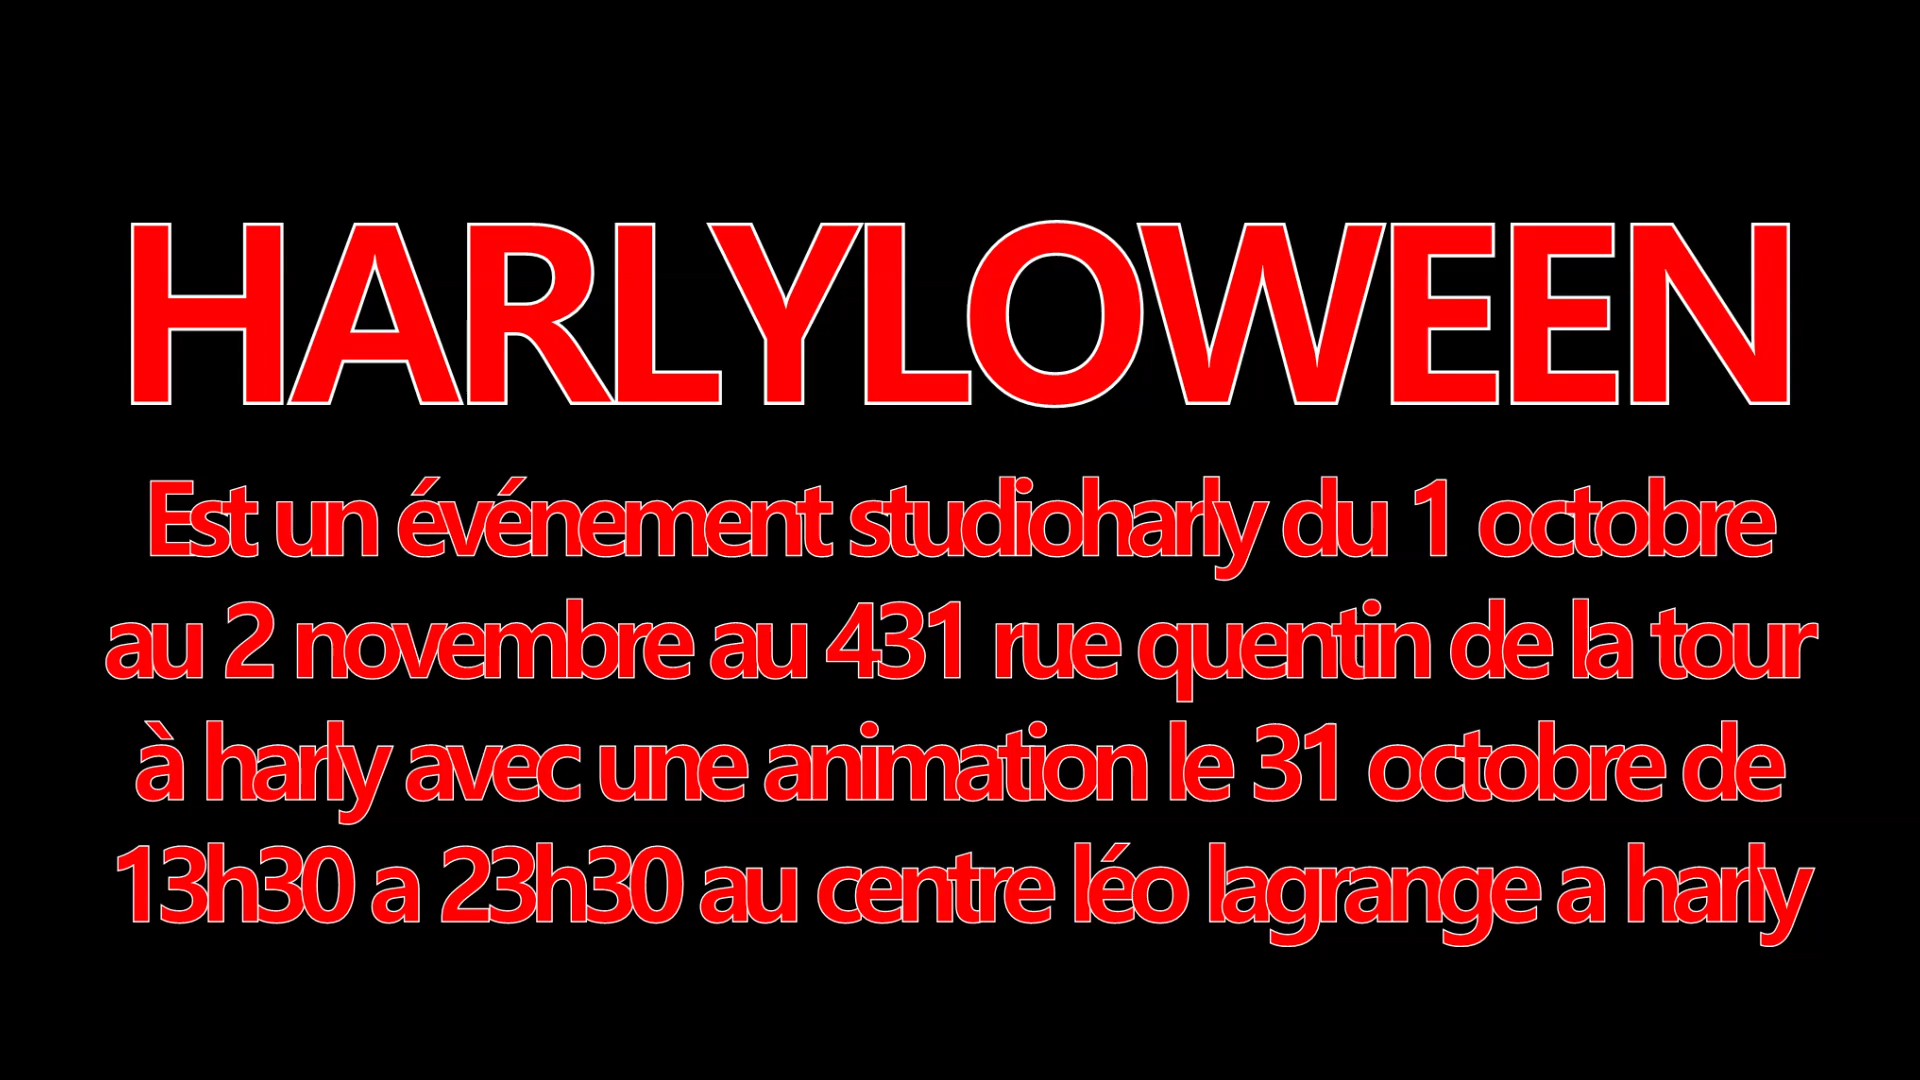 HARLYLOWEEN
Est un événement studioharly du 1 octobre
au 2 novembre au 431 rue quentin de la tour
à harly avec une animation le 31 octobre de
13h30 a 23h30 au centre léo lagrange a harly